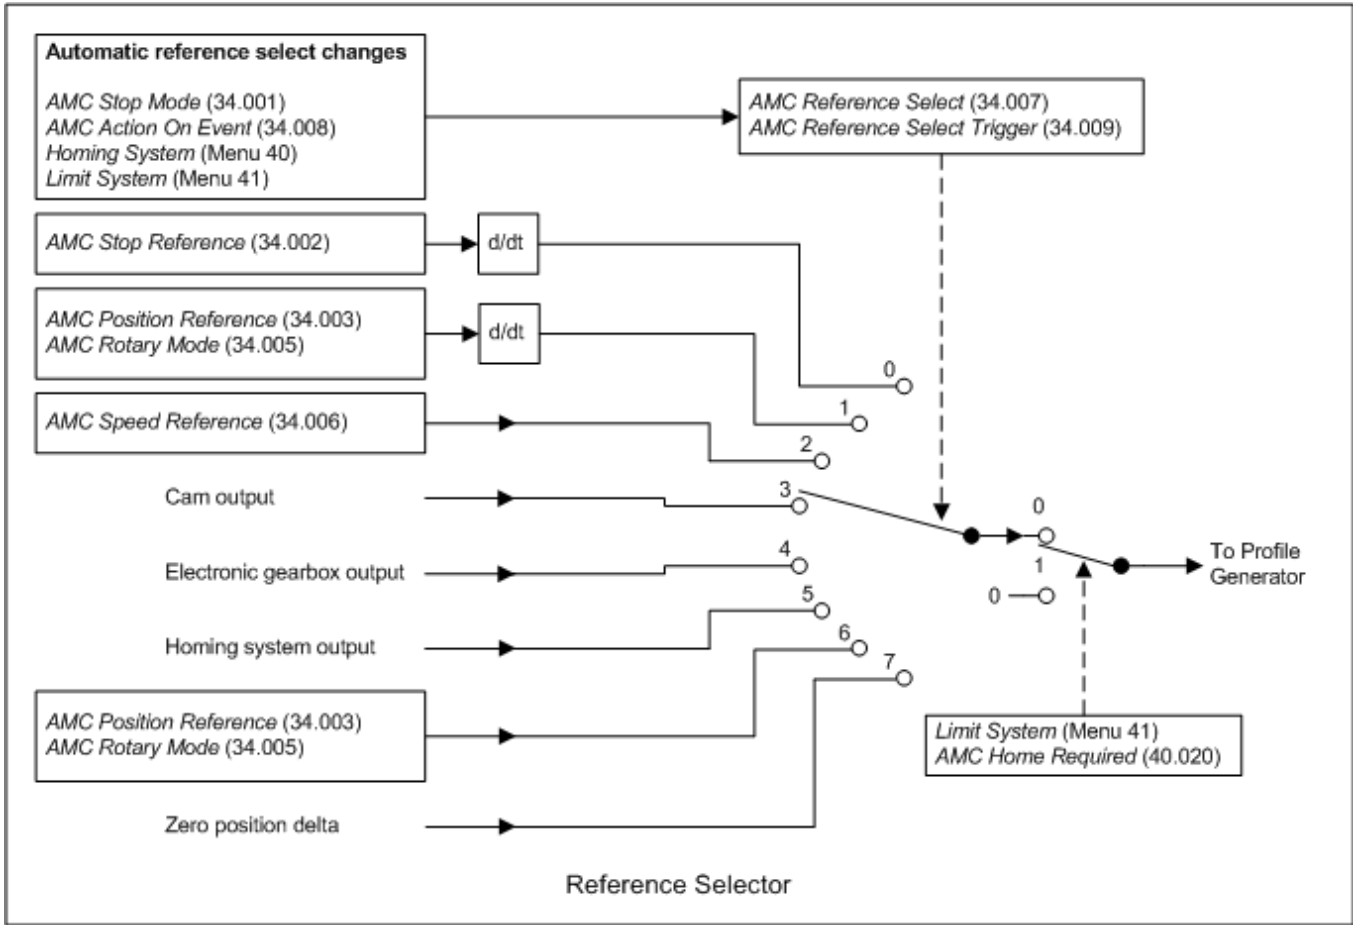 Automatic reference select changes
AMC Stop Mode (34.001)
AMC Action On Event (34.008)
Homing System (Menu 40)
Limit System (Menu 41)
AMC Reference Select (34.007)
AMC Reference Select Trigger (34.009)
AMC Stop Reference (34.002)
d/dt
AMC Position Reference (34.003)
AMC Rotary Mode (34.005)
d/dt
0
1
AMC Speed Reference (34.006)
2
Cam output
3
0
Electronic gearbox output
4
1
To Profile
Generator
5
0
Homing system output
6
7
AMC Position Reference (34.003)
AMC Rotary Mode (34.005)
Limit System (Menu 41)
AMC Home Required (40.020)
Zero position delta
Reference Selector